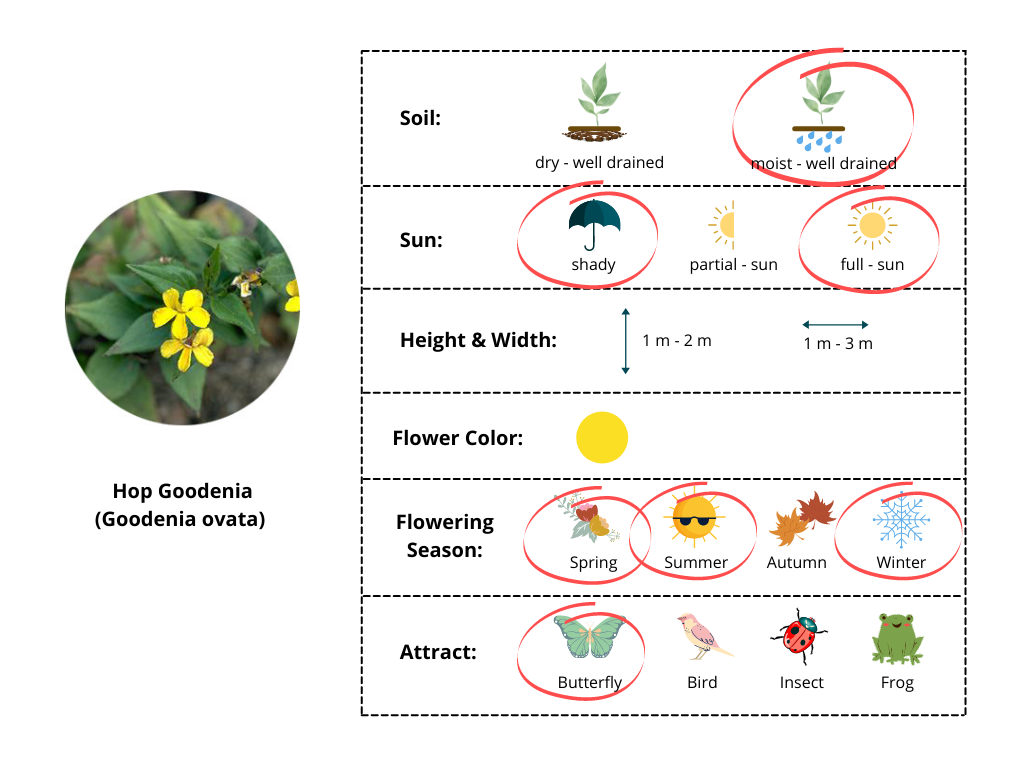 Soil:
dry - well drained
moist - well drained
Sun:
shady
partial - sun
full - sun
Height & Width:
1 m - 2 m
1 m - 3 m
Flower Color:
Flowering
Season:
Spring
Summer
Autumn
Winter
Attract:
Butterfly
Bird
Insect
Frog
Hop Goodenia
(Goodenia ovata)